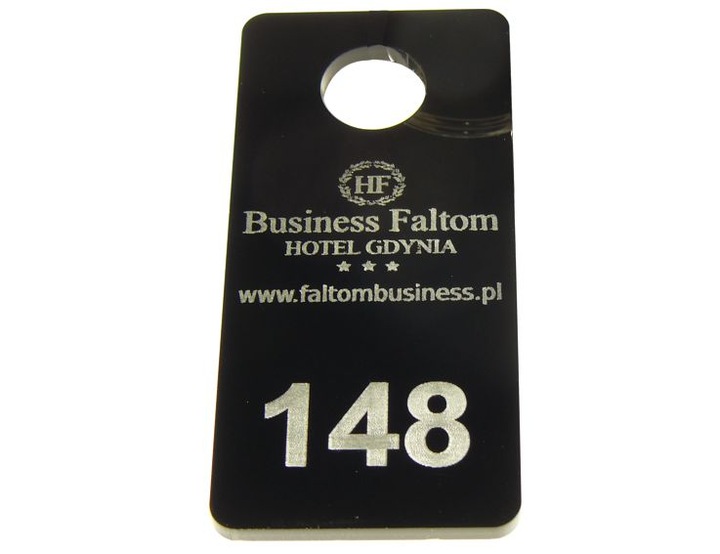 HF
Business Faltom
HOTEL GDYNIA
★★★
www.faltombusiness.pl
148